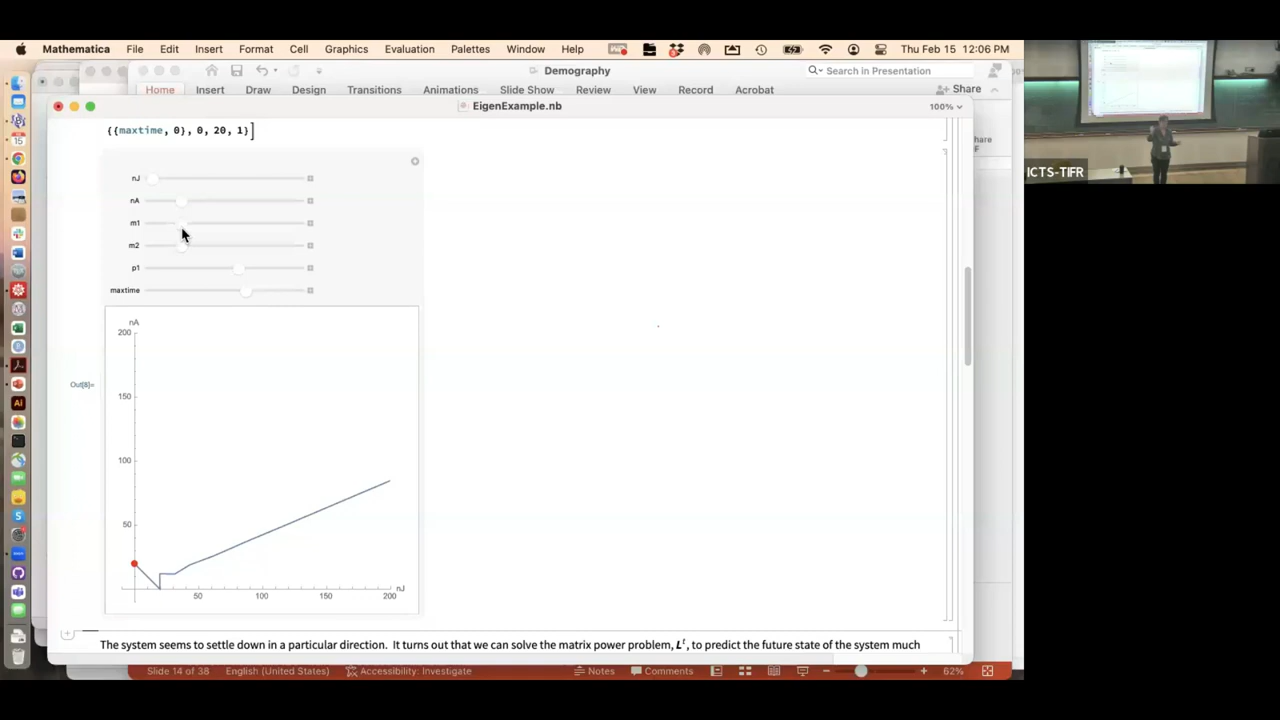 Mathematica File Edit Insert Format Cell Graphics Evaluation Palettes Window Help Thu Feb 15 12:06 PM
Demography
Search in Presentation
Home Insert Draw Design Transitions Animations Slide Show Review View Record Acrobat Share
EigenExample.nb
100%
{{maxtime, 0}, 0, 20, 1}]
nJ
nA
m1
m2
p1
maxtime
nA
200
150
Out[8]=
100
50
nJ
50 100 150 200
The system seems to settle down in a particular direction. It turns out that we can solve the matrix power problem, L^t, to predict the future state of the system much
Slide 14 of 38 English (United States) Accessibility: Investigate Notes Comments 62%
ICTS-TIFR